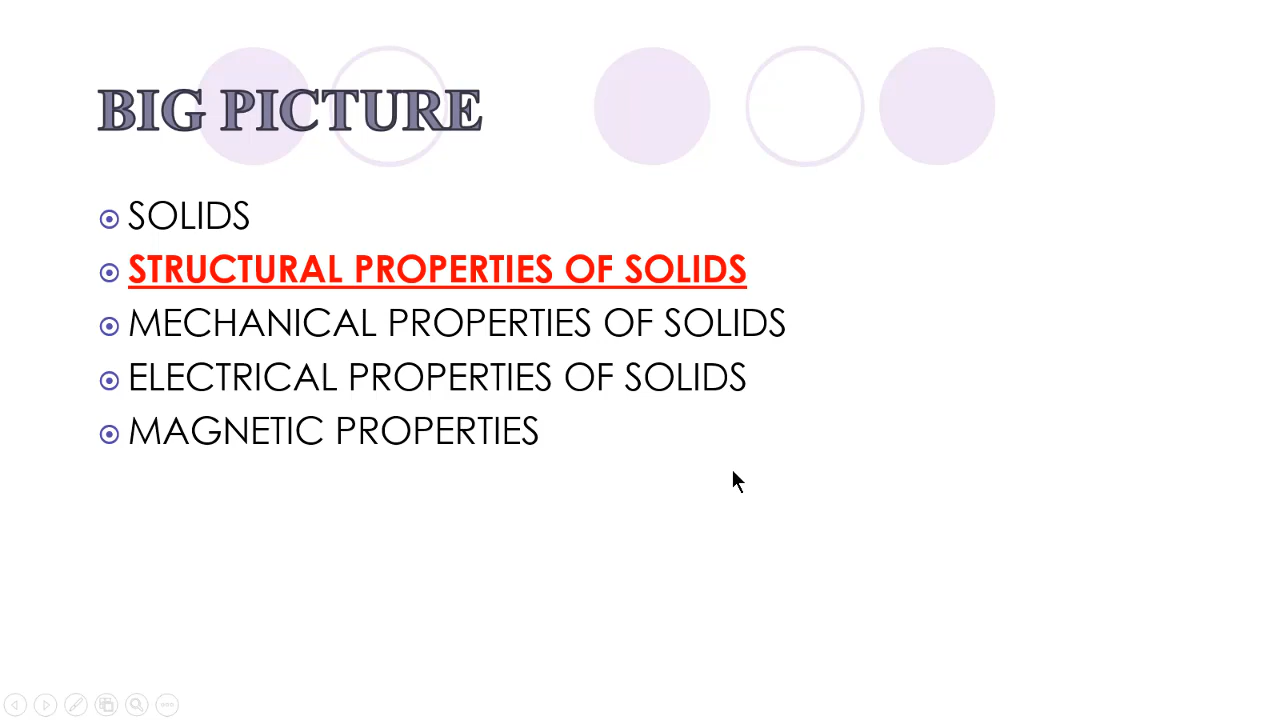 BIG PICTURE
SOLIDS
STRUCTURAL PROPERTIES OF SOLIDS
MECHANICAL PROPERTIES OF SOLIDS
ELECTRICAL PROPERTIES OF SOLIDS
MAGNETIC PROPERTIES